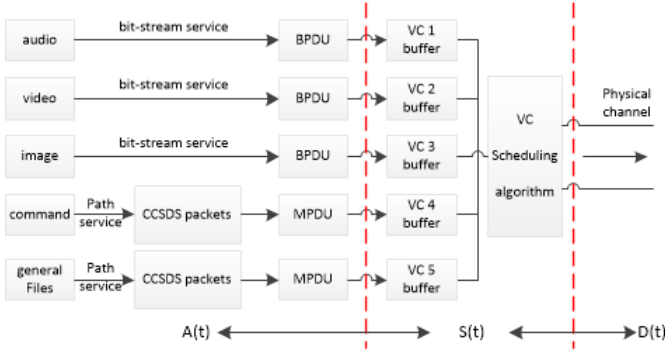 audio
bit-stream service
BPDU
VC 1
buffer
video
bit-stream service
BPDU
VC 2
buffer
image
bit-stream service
BPDU
VC 3
buffer
command
Path
service
CCSDS packets
MPDU
VC 4
buffer
general
Files
Path
service
CCSDS packets
MPDU
VC 5
buffer
VC
Scheduling
algorithm
Physical
channel
A(t)
S(t)
D(t)